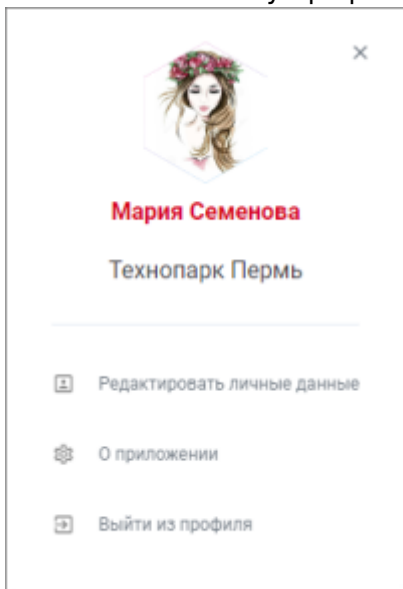 Мария Семенова
Технопарк Пермь
Редактировать личные данные
О приложении
Выйти из профиля